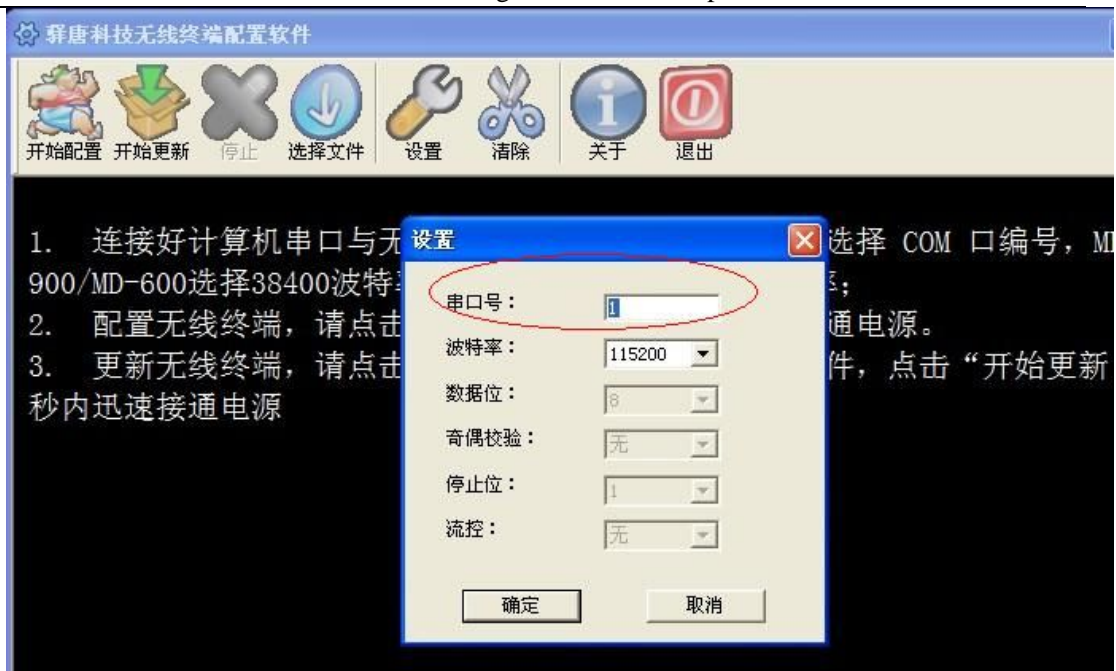 驿唐科技无线终端配置软件
开始配置 开始更新 停止 选择文件 设置 清除 关于 退出
1. 连接好计算机串口与无
选择 COM 口编号，
900/MD-600选择38400波特
2. 配置无线终端，请点击
通电源。
3. 更新无线终端，请点击
件，点击“开始更新
秒内迅速接通电源
设置
串口号：
1
波特率：
115200
数据位：
8
奇偶校验：
无
停止位：
1
流控：
无
确定
取消